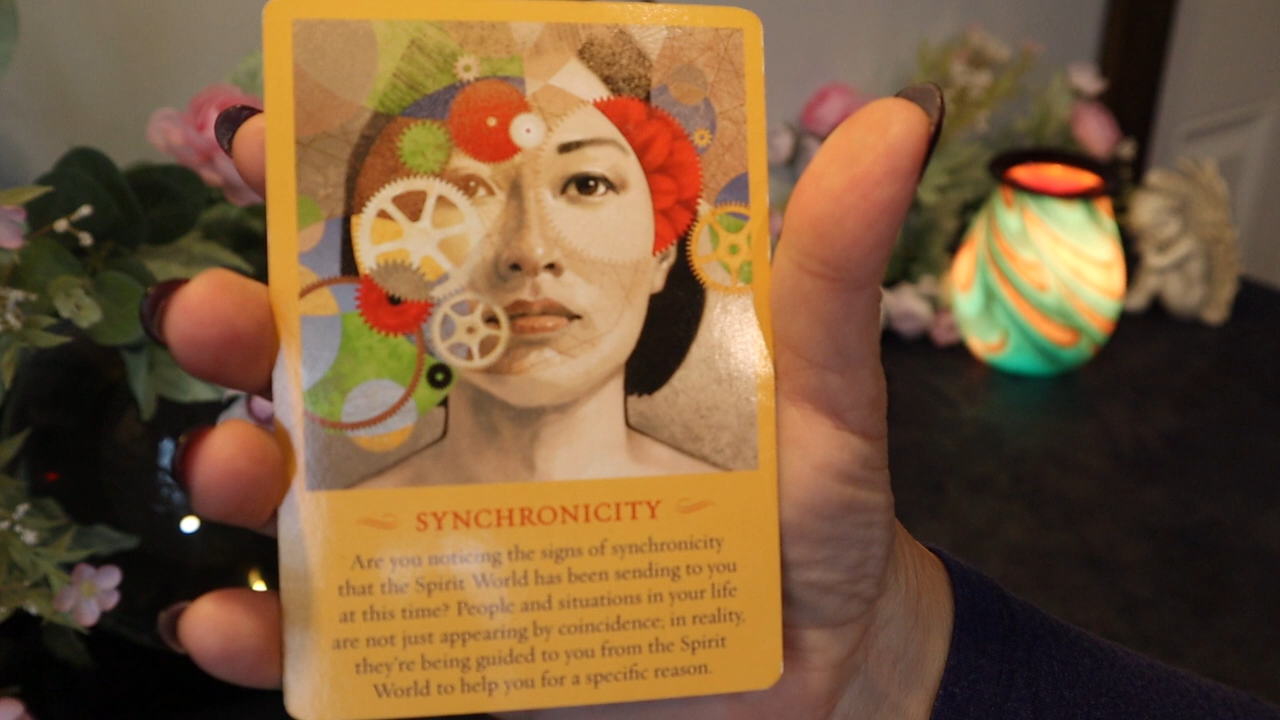 SYNCHRONICITY
Are you noticing the signs of synchronicity
that the Spirit World has been sending to you
at this time? People and situations in your life
are not just appearing by coincidence; in reality,
they're being guided to you from the Spirit
World to help you for a specific reason.